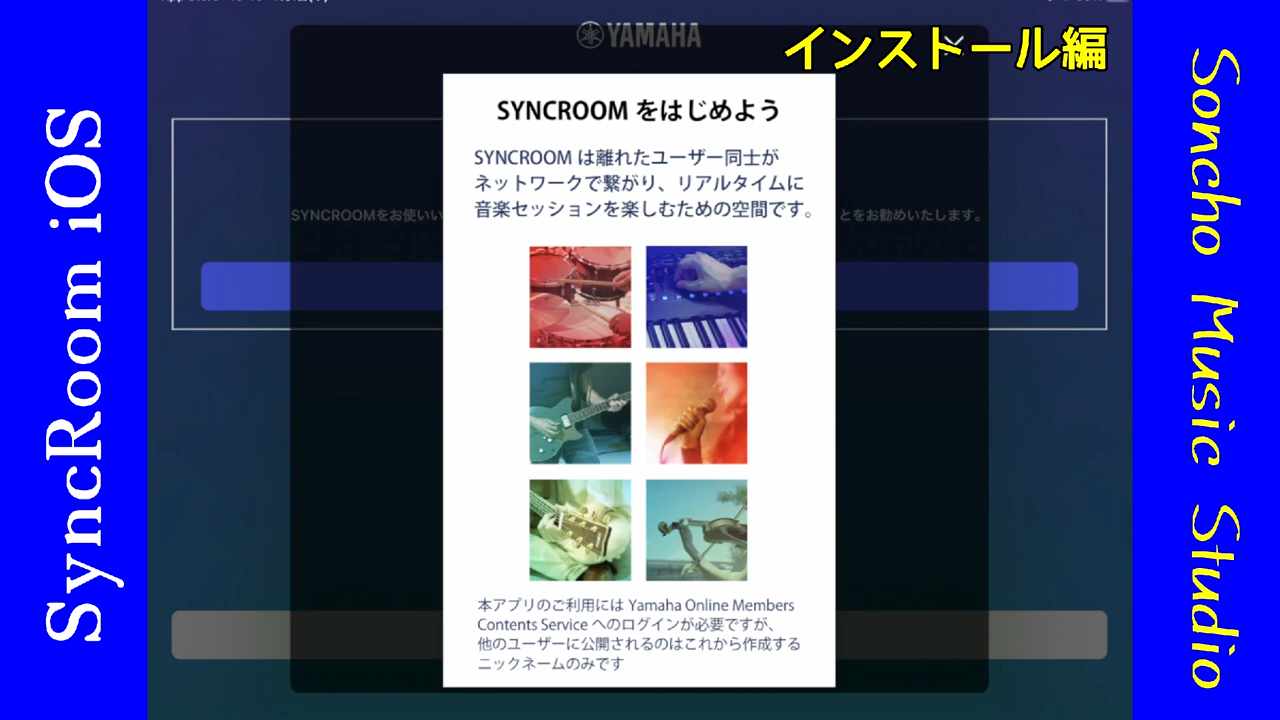 SyncRoom iOS
YAMAHA
インストール編
SYNCROOM をはじめよう
SYNCROOM は離れたユーザー同士が
ネットワークで繋がり、リアルタイムに
音楽セッションを楽しむための空間です。
SYNCROOMをお使いい
とをお勧めいたします。
本アプリのご利用には Yamaha Online Members
Contents Service へのログインが必要ですが、
他のユーザーに公開されるのはこれから作成する
ニックネームのみです
Soncho Music Studio